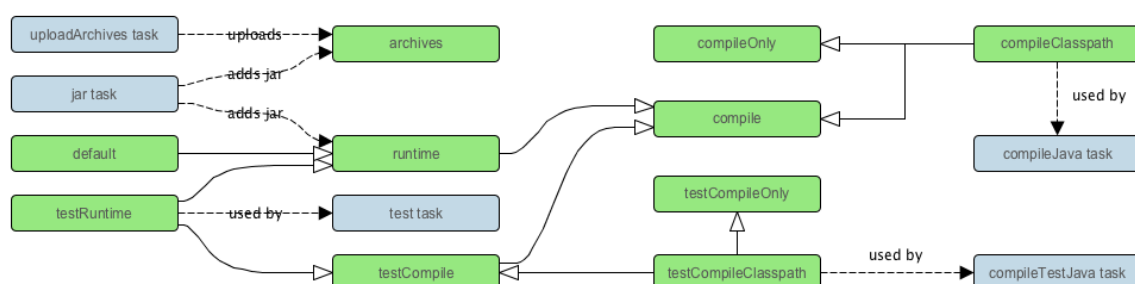 uploadArchives task
uploads
archives
compileOnly
compileClasspath
adds jar
jar task
used by
adds jar
compile
default
runtime
compileJava task
testCompileOnly
testRuntime
used by
test task
used by
testCompile
testCompileClasspath
compileTestJava task